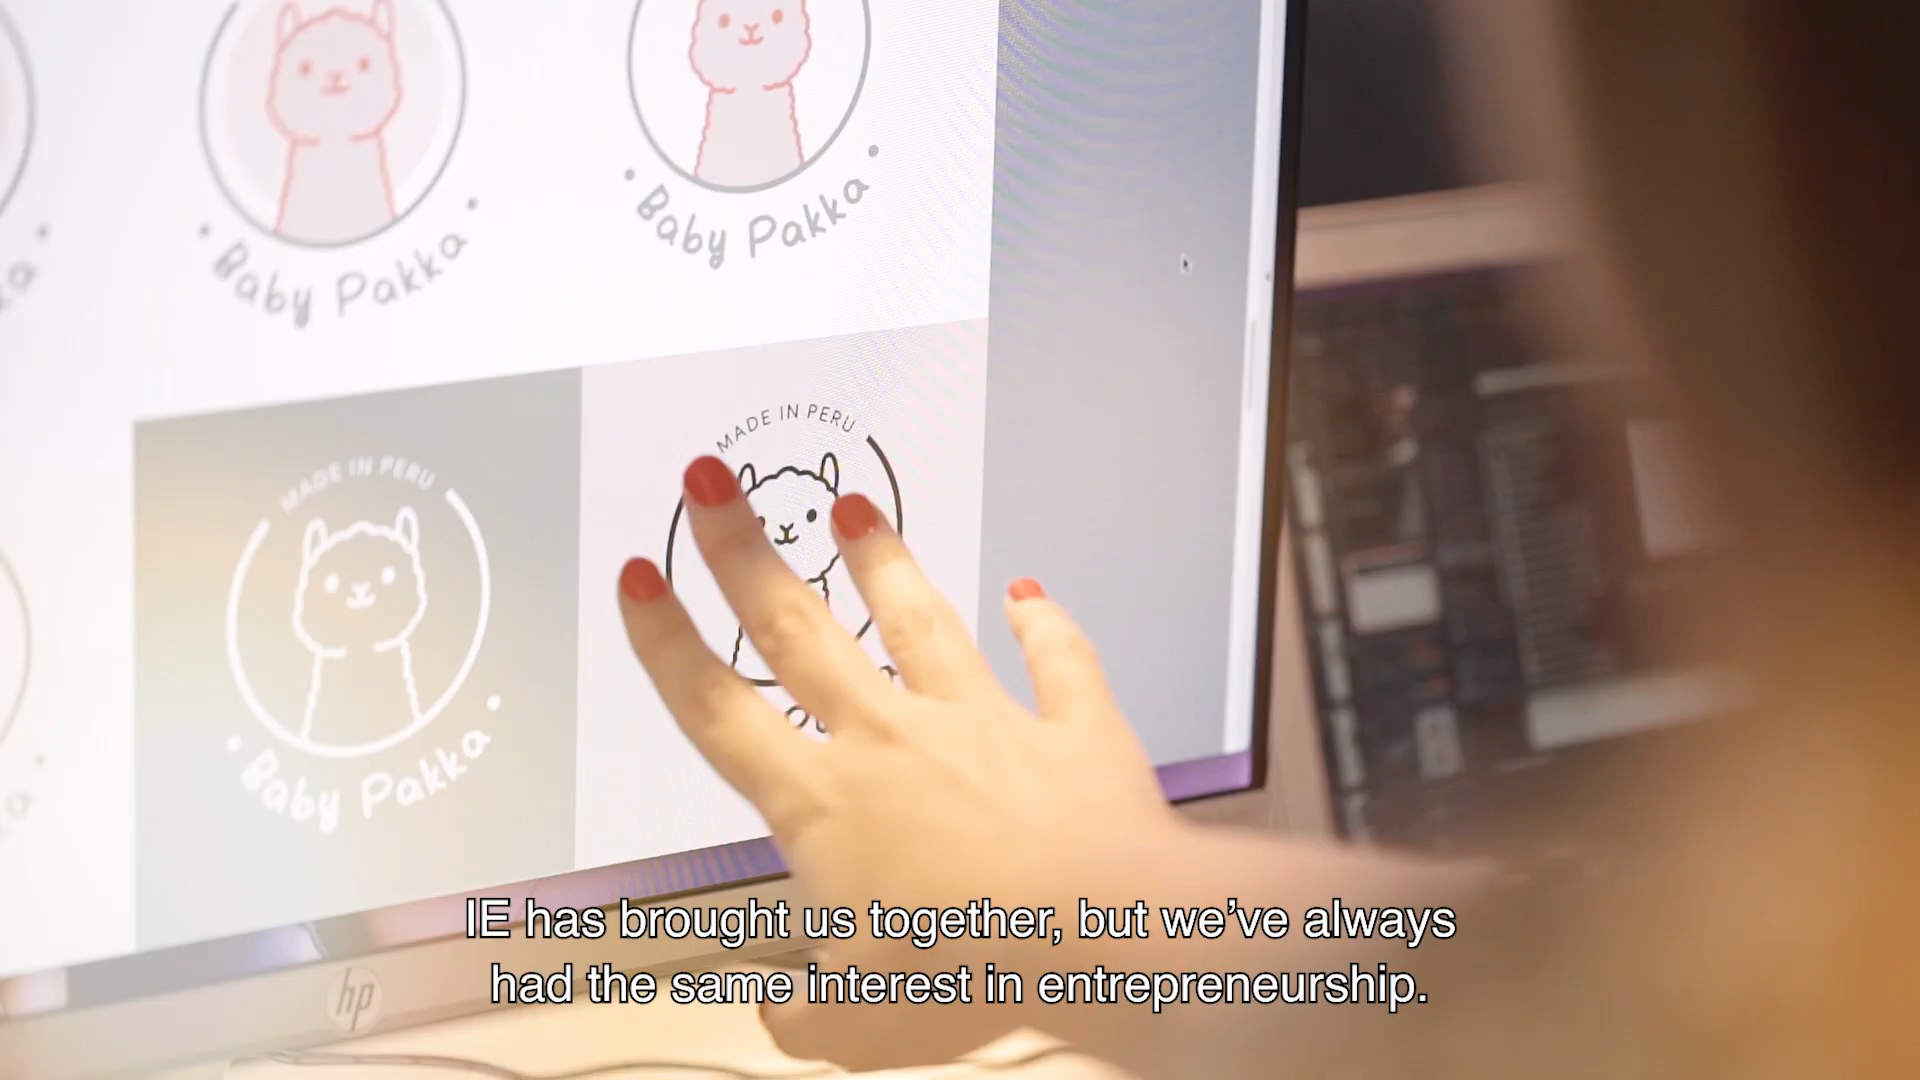 Baby Pakka
Baby Pakka
MADE IN PERU
MADE IN PERU
Baby Pakka
hp
IE has brought us together, but we’ve always
had the same interest in entrepreneurship.